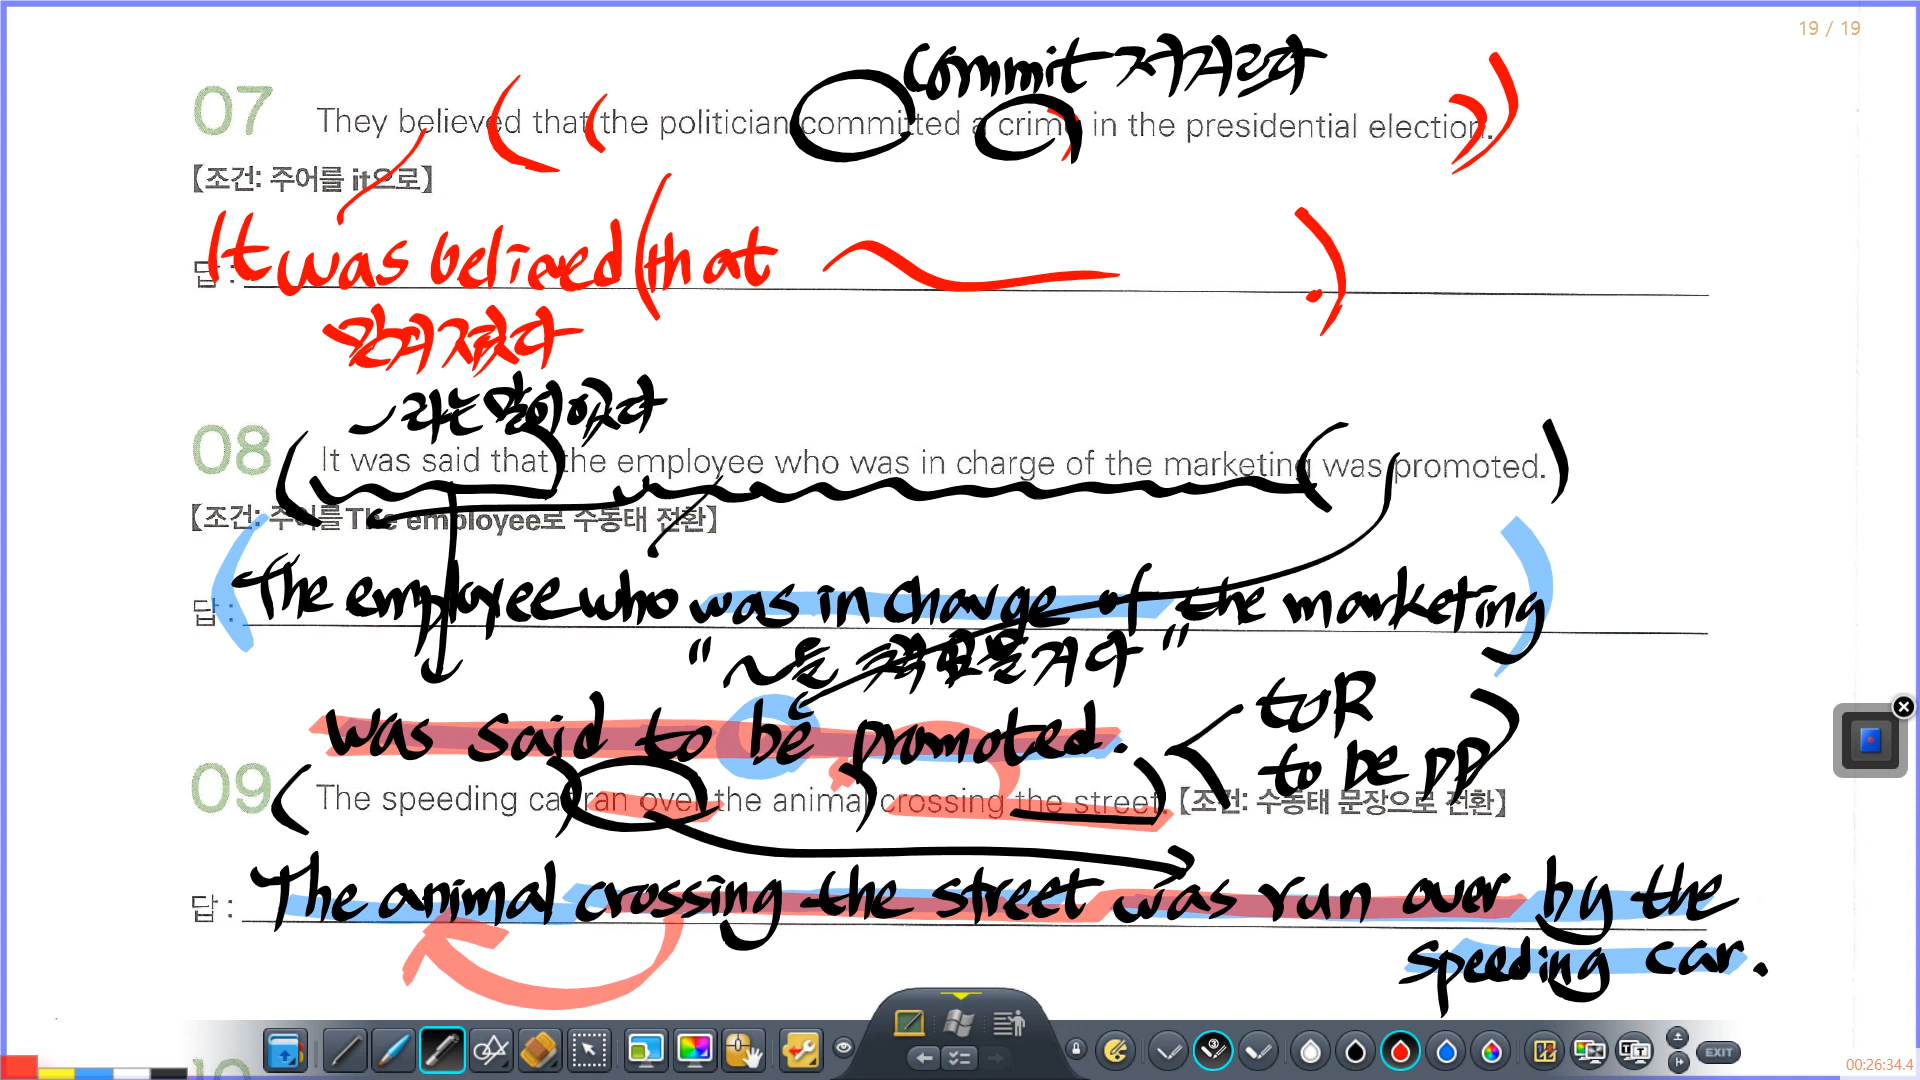 19 / 19
commit 저지르다
07 They believed that the politician committed a crime in the presidential election.
【조건: 주어를 it으로】
답 : It was believed that .
믿어졌다
~라는 말이 있었다
08 It was said that the employee who was in charge of the marketing was promoted.
【조건: 주어를 The employee로 수동태 전환】
답 : The employee who was in charge of the marketing
"~을 책임질거다"
was said to be promoted.
to R
to be pp
09 The speeding car ran over the animal crossing the street. 【조건: 수동태 문장으로 전환】
답 : The animal crossing the street was run over by the
speeding car.
10
EXIT
00:26:34.4